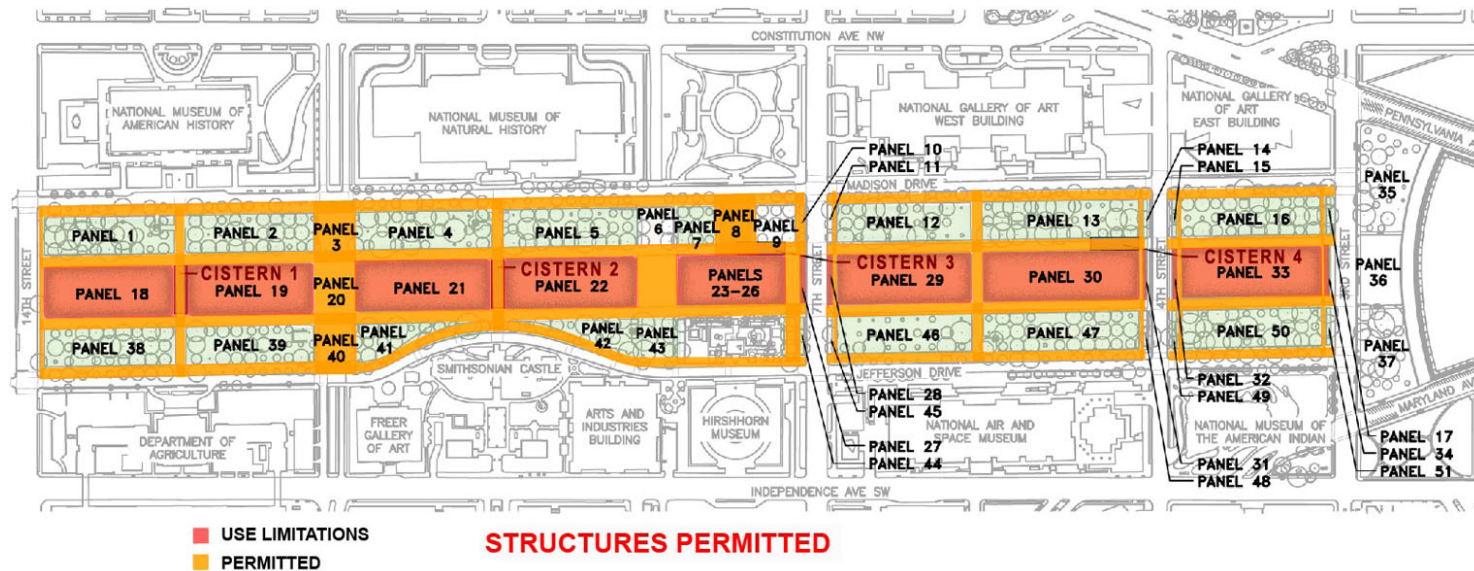 CONSTITUTION AVE NW
NATIONAL MUSEUM OF
AMERICAN HISTORY
NATIONAL MUSEUM OF
NATURAL HISTORY
NATIONAL GALLERY OF ART
WEST BUILDING
NATIONAL GALLERY
OF ART
EAST BUILDING
PENNSYLVANIA A
PANEL 10
PANEL 11
PANEL 14
PANEL 15
MADISON DRIVE
PANEL
35
14TH STREET
PANEL 1
PANEL 2
PANEL
3
PANEL 4
PANEL 5
PANEL
6
PANEL
7
PANEL
8
PANEL
9
7TH STREET
PANEL 12
PANEL 13
4TH STREET
PANEL 16
3RD STREET
CISTERN 1
CISTERN 2
CISTERN 3
CISTERN 4
PANEL 18
PANEL 19
PANEL
20
PANEL 21
PANEL 22
PANELS
23-26
PANEL 29
PANEL 30
PANEL 33
PANEL
36
PANEL 38
PANEL 39
PANEL
40
PANEL
41
PANEL
42
PANEL
43
PANEL 46
PANEL 47
PANEL 50
PANEL
37
SMITHSONIAN CASTLE
JEFFERSON DRIVE
PANEL 32
PANEL 49
MARYLAND AV
PANEL 28
PANEL 45
DEPARTMENT OF
AGRICULTURE
FREER
GALLERY
OF ART
ARTS AND
INDUSTRIES
BUILDING
HIRSHHORN
MUSEUM
NATIONAL AIR AND
SPACE MUSEUM
NATIONAL MUSEUM OF
THE AMERICAN INDIAN
PANEL 27
PANEL 44
PANEL 17
PANEL 34
PANEL 51
PANEL 31
PANEL 48
INDEPENDENCE AVE SW
USE LIMITATIONS
PERMITTED
STRUCTURES PERMITTED